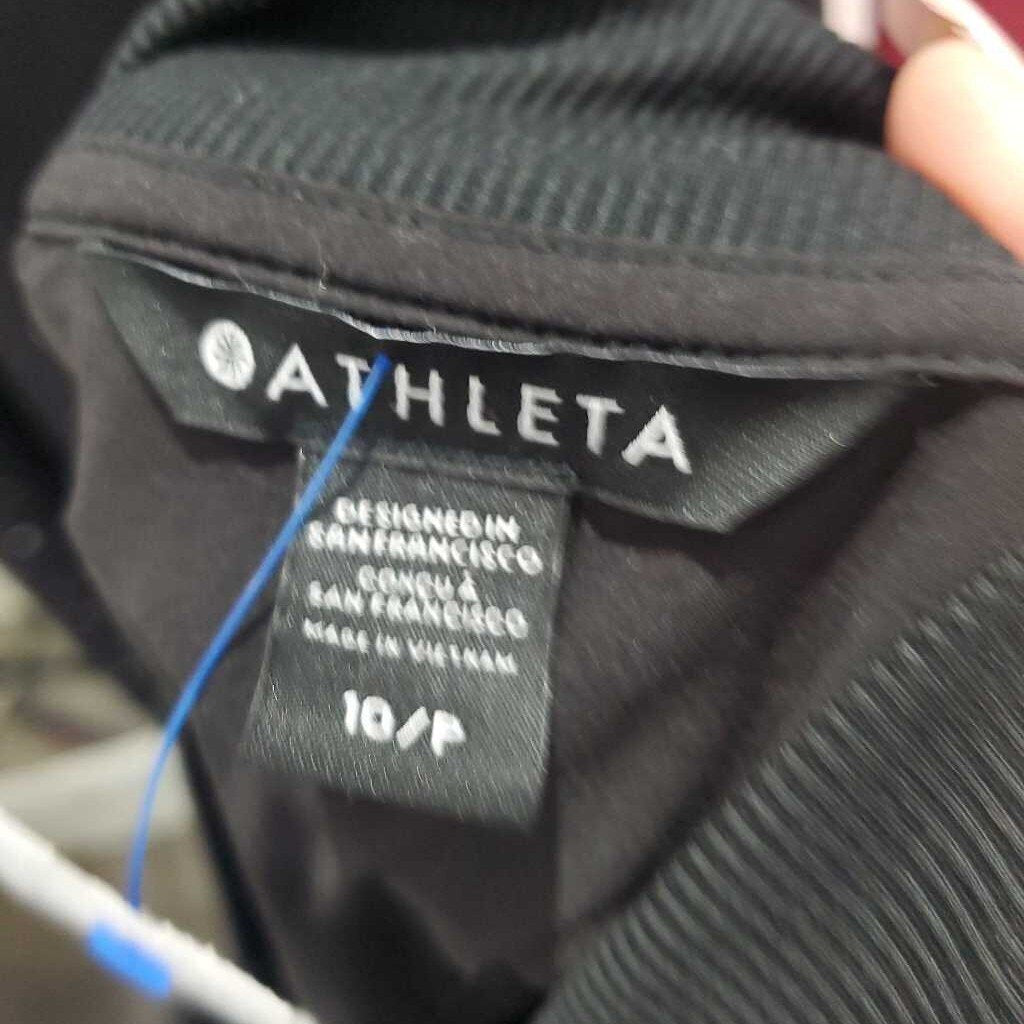 ATHLETA
DESIGNED IN
SAN FRANCISCO
CONÇU À
SAN FRANCISCO
MADE IN VIETNAM
10/P